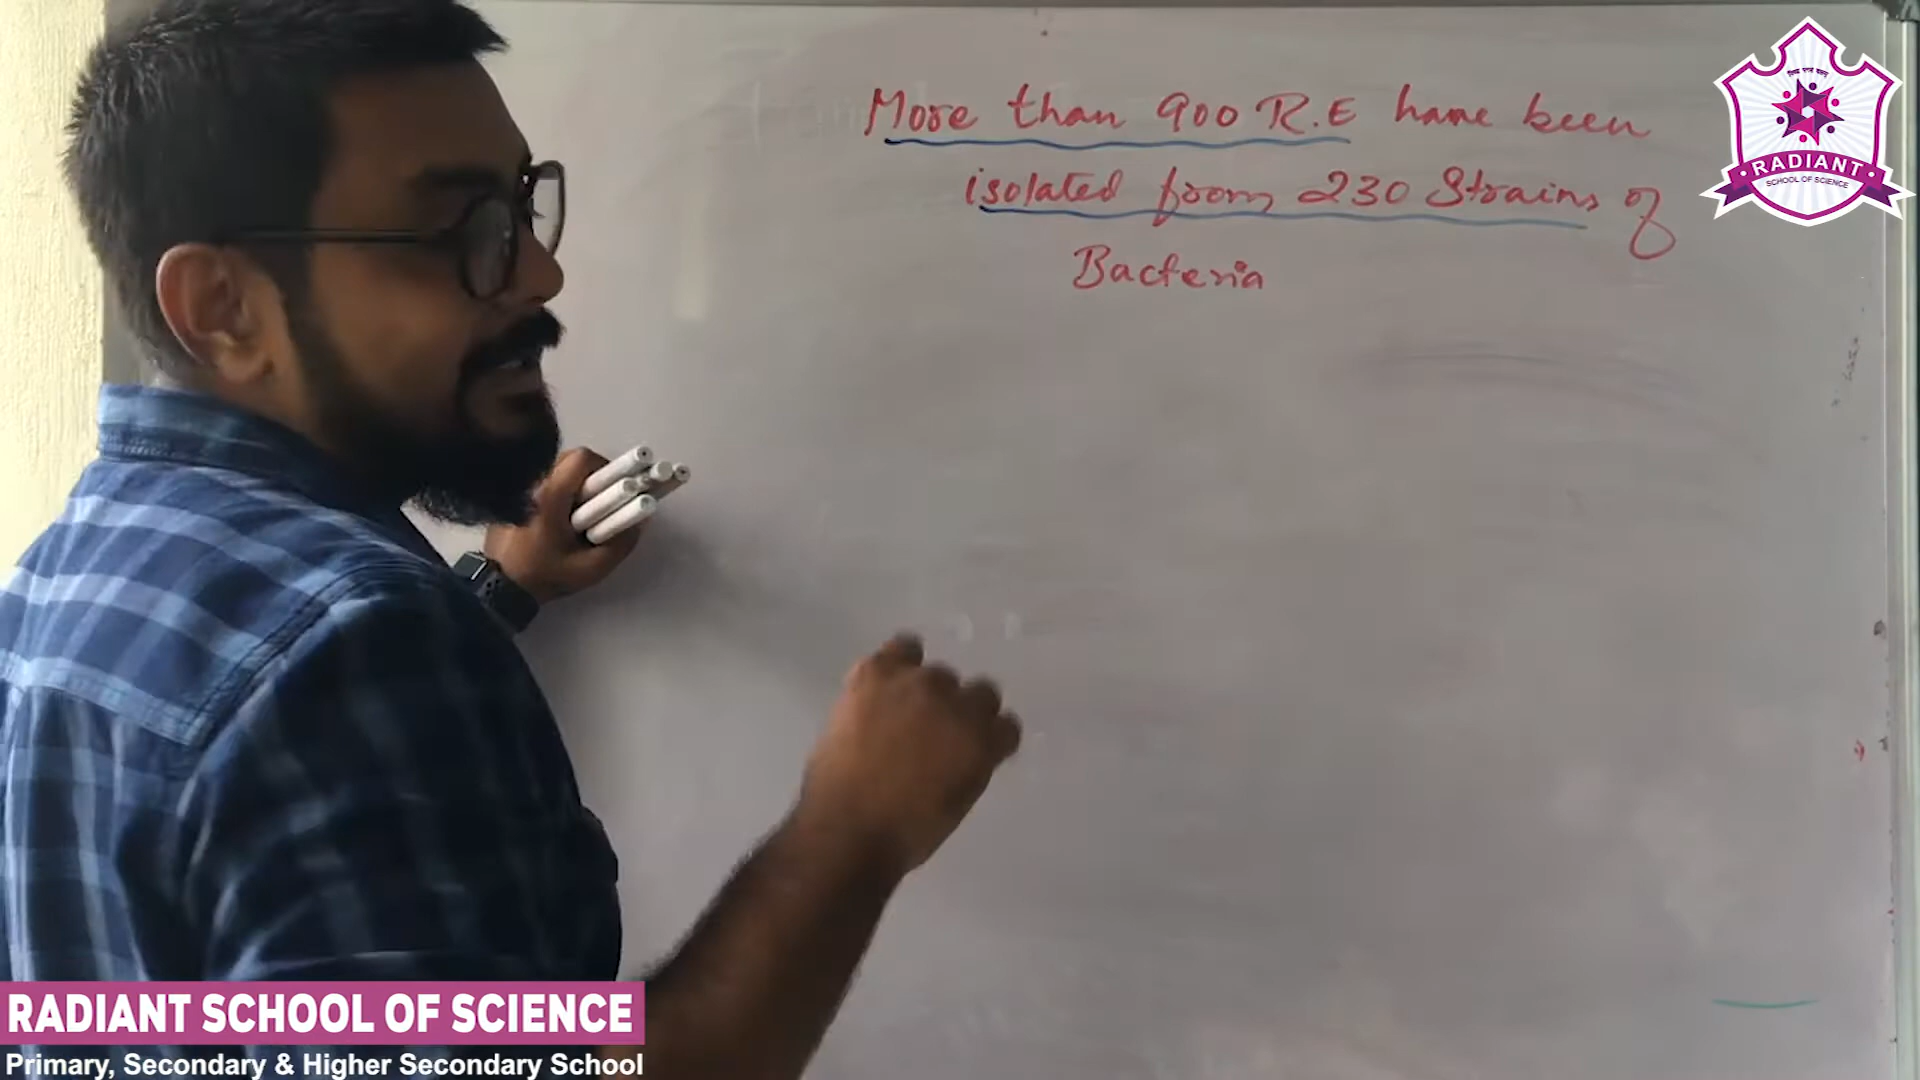 More than 900 R.E have been
isolated from 230 Strains of
Bacteria
RADIANT
SCHOOL OF SCIENCE
RADIANT SCHOOL OF SCIENCE
Primary, Secondary & Higher Secondary School